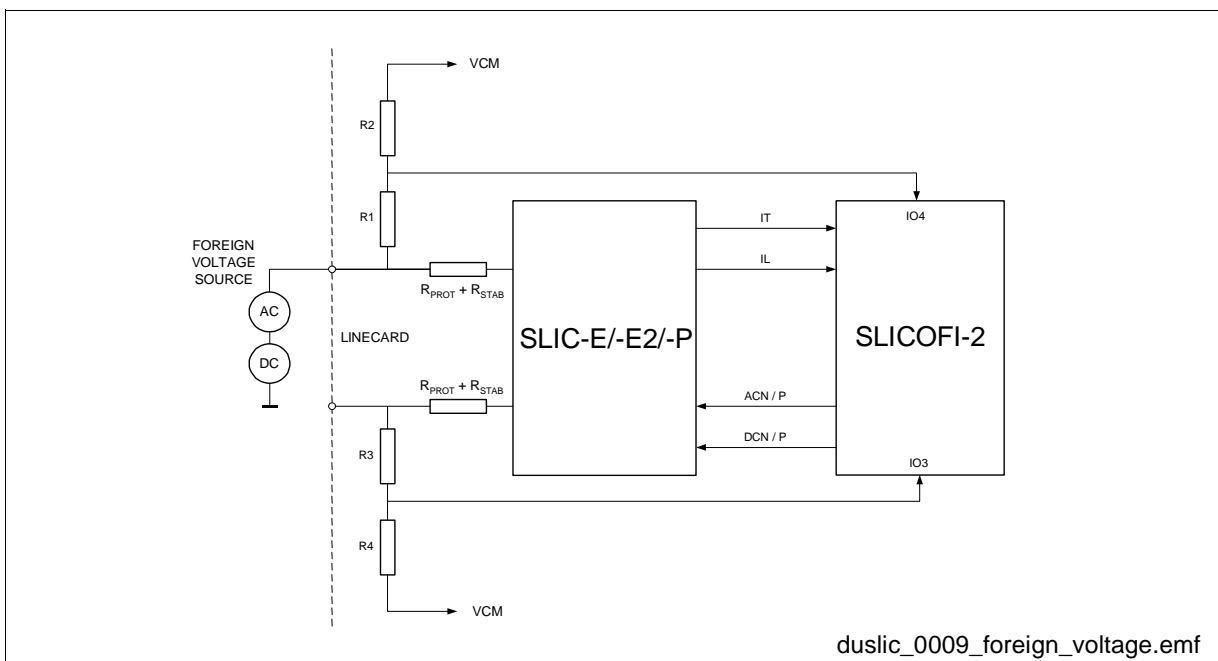 VCM
R2
R1
IO4
IT
FOREIGN
VOLTAGE
SOURCE
IL
RPROT + RSTAB
AC
LINECARD
SLIC-E/-E2/-P
SLICOFI-2
DC
RPROT + RSTAB
ACN / P
DCN / P
R3
IO3
R4
VCM
duslic_0009_foreign_voltage.emf